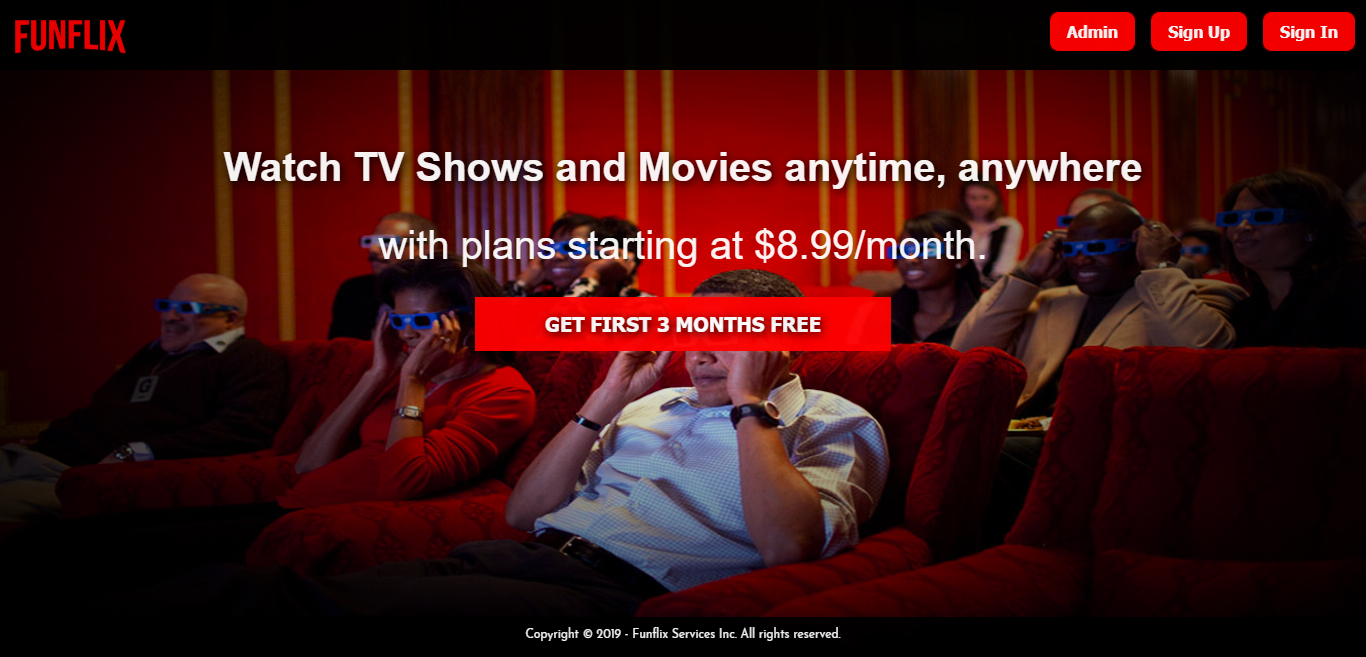 FUNFLIX
Admin
Sign Up
Sign In
Watch TV Shows and Movies anytime, anywhere
with plans starting at $8.99/month.
GET FIRST 3 MONTHS FREE
G
Copyright © 2019 - Funflix Services Inc. All rights reserved.